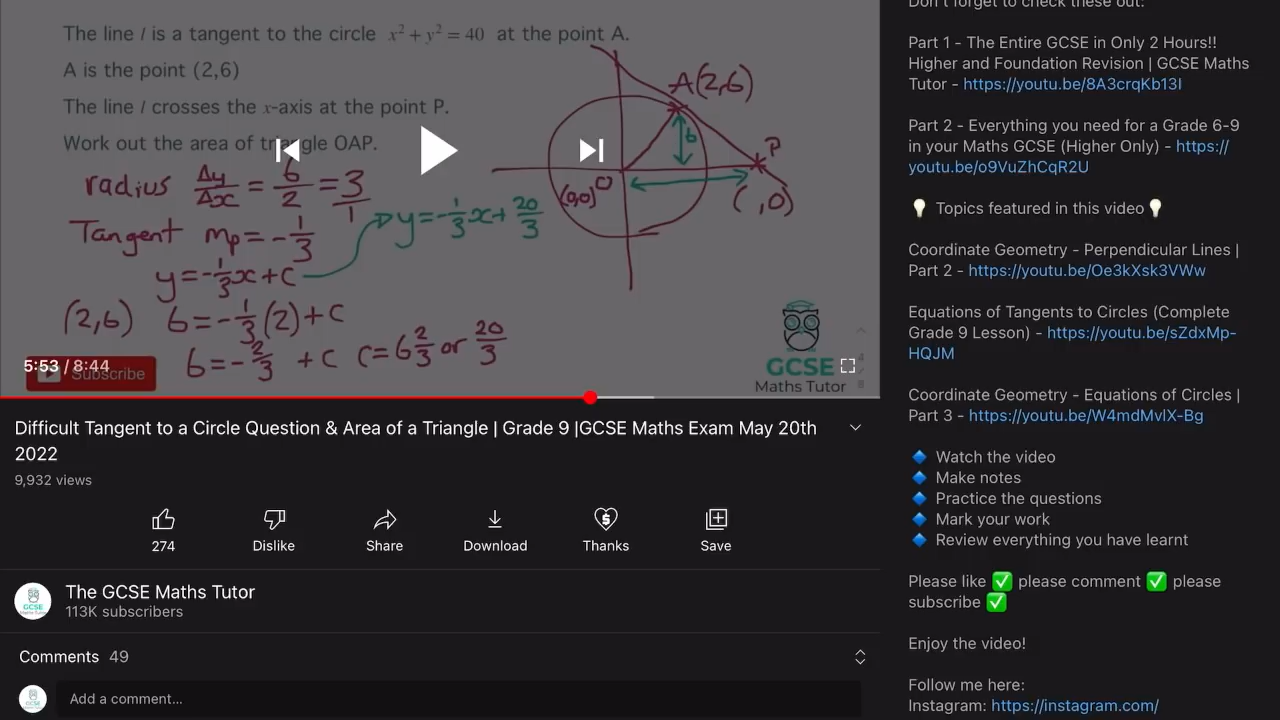 The line l is a tangent to the circle x² + y² = 40 at the point A.
A is the point (2,6)
The line l crosses the x-axis at the point P.
Work out the area of triangle OAP.
radius Δy/Δx = 6/2 = 3/1
Tangent mp = -1/3
y = -1/3x + C
y = -1/3x + 20/3
(2,6) 6 = -1/3(2) + C
6 = -2/3 + C C = 6 2/3 or 20/3
A(2,6)
6
P
O
(0,0)
( ,0)
GCSE
Maths Tutor
5:53 / 8:44
Subscribe
Difficult Tangent to a Circle Question & Area of a Triangle | Grade 9 |GCSE Maths Exam May 20th
2022
9,932 views
274
Dislike
Share
Download
Thanks
Save
The GCSE Maths Tutor
113K subscribers
Comments 49
Add a comment...
Don't forget to check these out:
Part 1 - The Entire GCSE in Only 2 Hours!!
Higher and Foundation Revision | GCSE Maths
Tutor - https://youtu.be/8A3crqKb13I
Part 2 - Everything you need for a Grade 6-9
in your Maths GCSE (Higher Only) - https://
youtu.be/o9VuZhCqR2U
💡 Topics featured in this video💡
Coordinate Geometry - Perpendicular Lines |
Part 2 - https://youtu.be/Oe3kXsk3VWw
Equations of Tangents to Circles (Complete
Grade 9 Lesson) - https://youtu.be/sZdxMp-
HQJM
Coordinate Geometry - Equations of Circles |
Part 3 - https://youtu.be/W4mdMvlX-Bg
🔷 Watch the video
🔷 Make notes
🔷 Practice the questions
🔷 Mark your work
🔷 Review everything you have learnt
Please like ✅ please comment ✅ please
subscribe ✅
Enjoy the video!
Follow me here:
Instagram: https://instagram.com/